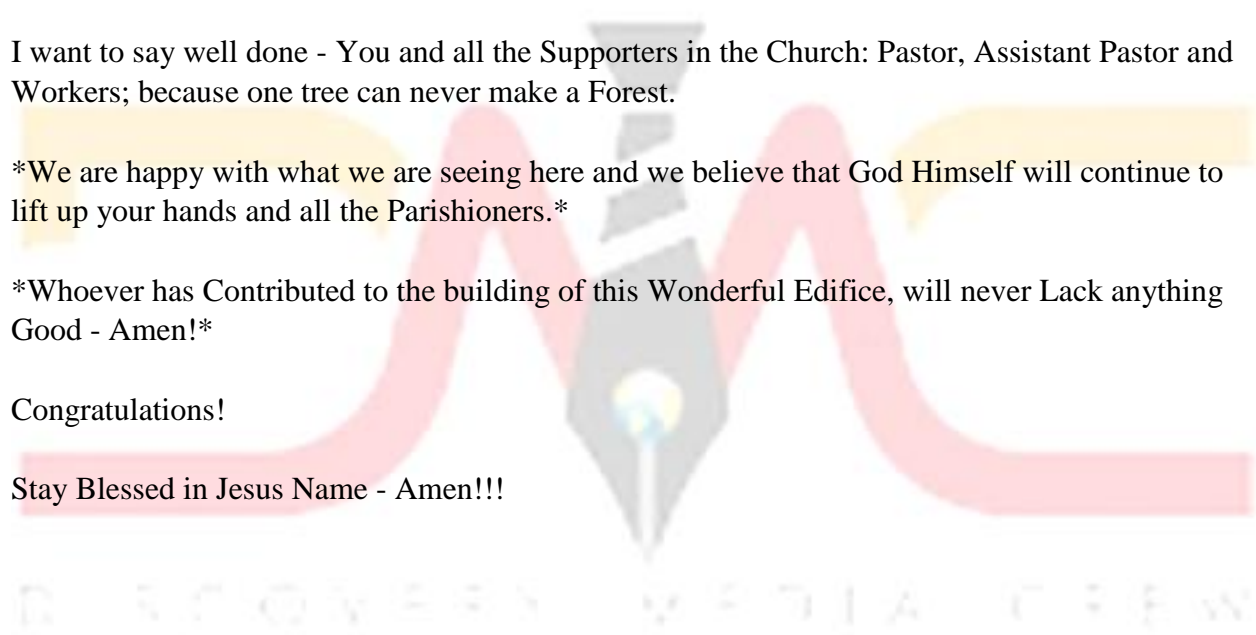 I want to say well done - You and all the Supporters in the Church: Pastor, Assistant Pastor and
Workers; because one tree can never make a Forest.
*We are happy with what we are seeing here and we believe that God Himself will continue to
lift up your hands and all the Parishioners.*
*Whoever has Contributed to the building of this Wonderful Edifice, will never Lack anything
Good - Amen!*
Congratulations!
Stay Blessed in Jesus Name - Amen!!!
DISCOVERY MEDIA CREW